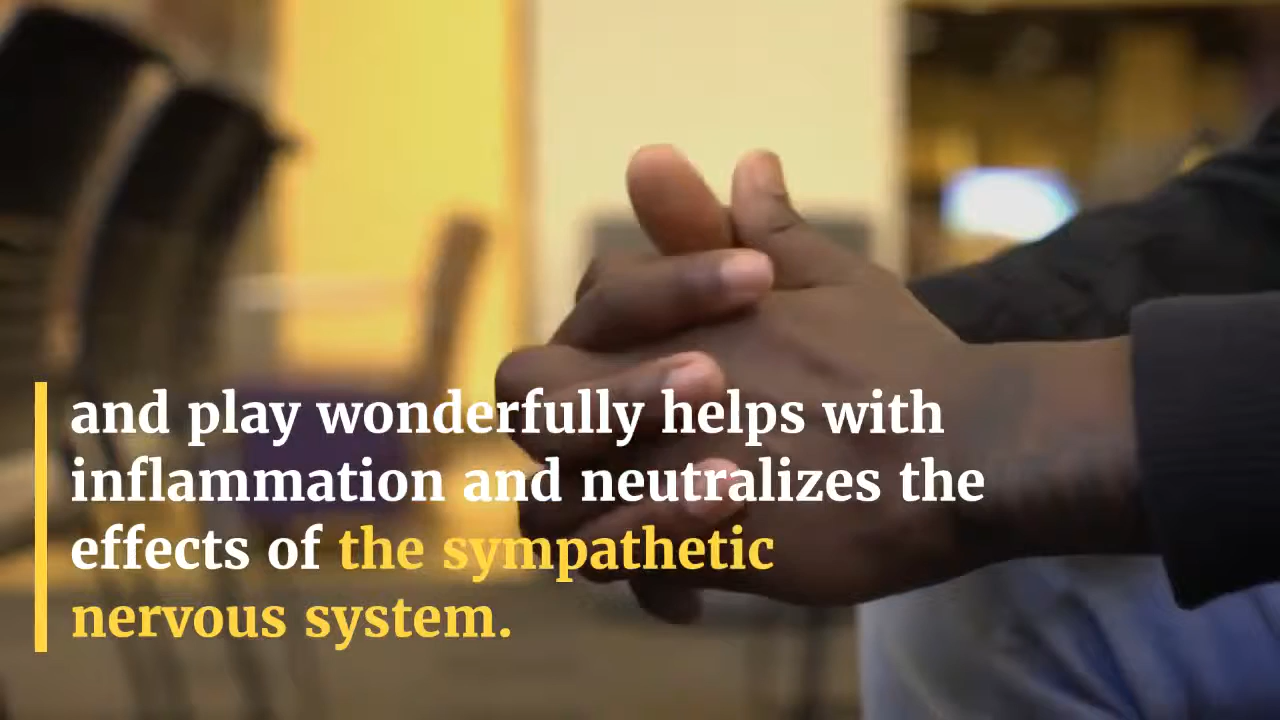 and play wonderfully helps with
inflammation and neutralizes the
effects of the sympathetic
nervous system.